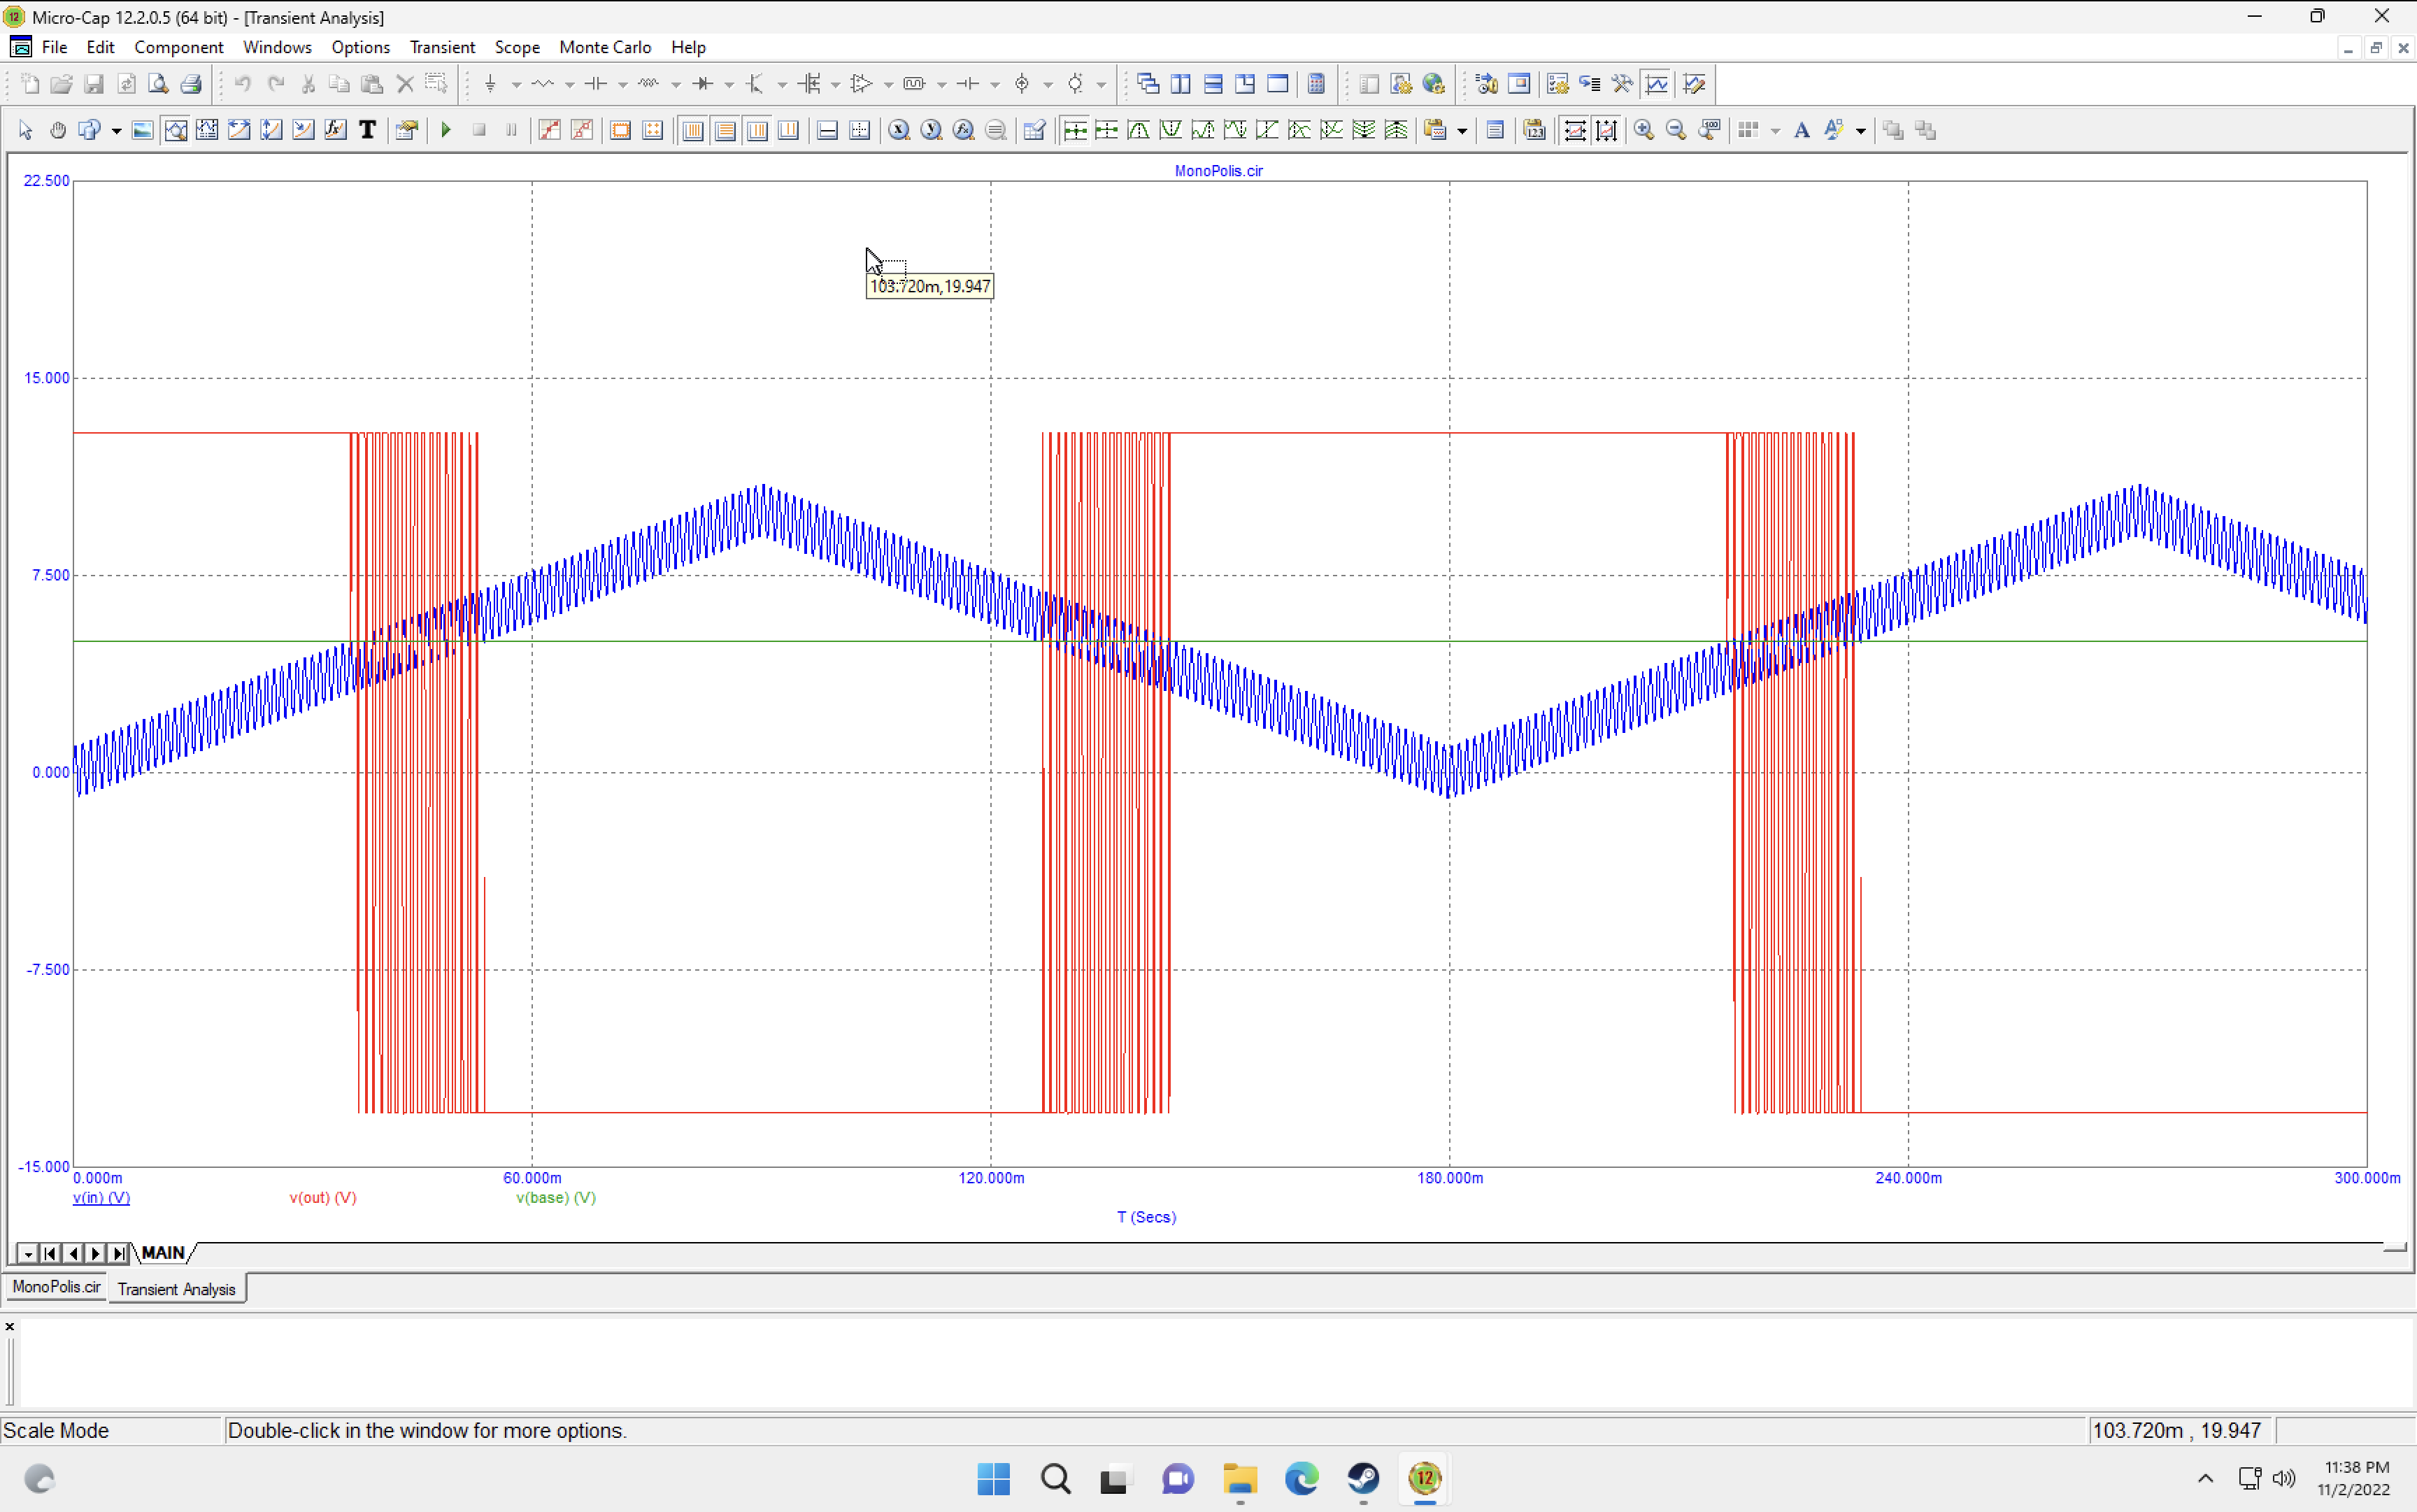 Micro-Cap 12.2.0.5 (64 bit) - [Transient Analysis]
File Edit Component Windows Options Transient Scope Monte Carlo Help
MonoPolis.cir
22.500
103.720m,19.947
15.000
7.500
0.000
-7.500
-15.000
0.000m 60.000m 120.000m 180.000m 240.000m 300.000m
v(in) (V) v(out) (V) v(base) (V)
T (Secs)
MAIN
MonoPolis.cir Transient Analysis
Scale Mode Double-click in the window for more options. 103.720m , 19.947
12
11:38 PM
11/2/2022